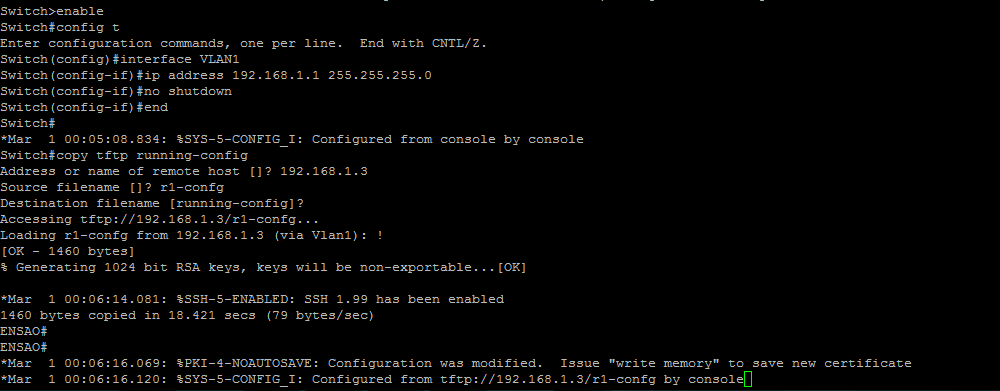 Switch>enable
Switch#config t
Enter configuration commands, one per line.  End with CNTL/Z.
Switch(config)#interface VLAN1
Switch(config-if)#ip address 192.168.1.1 255.255.255.0
Switch(config-if)#no shutdown
Switch(config-if)#end
Switch#
*Mar  1 00:05:08.834: %SYS-5-CONFIG_I: Configured from console by console
Switch#copy tftp running-config
Address or name of remote host []? 192.168.1.3
Source filename []? r1-confg
Destination filename [running-config]?
Accessing tftp://192.168.1.3/r1-confg...
Loading r1-confg from 192.168.1.3 (via Vlan1): !
[OK - 1460 bytes]
% Generating 1024 bit RSA keys, keys will be non-exportable...[OK]
*Mar  1 00:06:14.081: %SSH-5-ENABLED: SSH 1.99 has been enabled
1460 bytes copied in 18.421 secs (79 bytes/sec)
ENSAO#
ENSAO#
*Mar  1 00:06:16.069: %PKI-4-NOAUTOSAVE: Configuration was modified.  Issue "write memory" to save new certificate
*Mar  1 00:06:16.120: %SYS-5-CONFIG_I: Configured from tftp://192.168.1.3/r1-confg by console